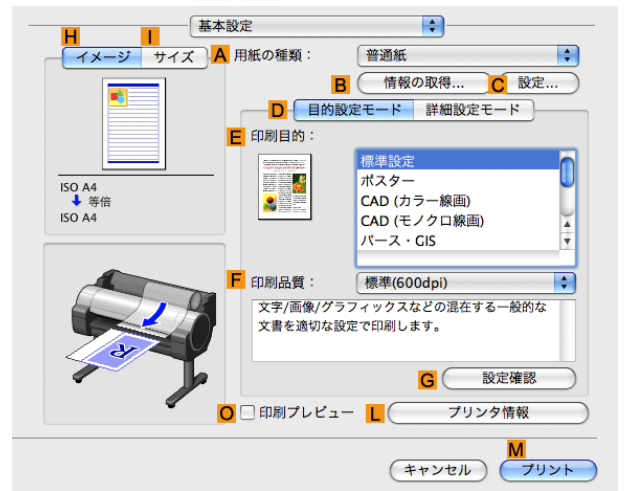 基本設定
H I
イメージ サイズ
A 用紙の種類： 普通紙
B 情報の取得... C 設定...
D 目的設定モード 詳細設定モード
E 印刷目的：
標準設定
ポスター
CAD (カラー線画)
CAD (モノクロ線画)
パース・GIS
ISO A4
等倍
ISO A4
F 印刷品質： 標準(600dpi)
文字/画像/グラフィックスなどの混在する一般的な
文書を適切な設定で印刷します。
G 設定確認
R
O 印刷プレビュー L プリンタ情報
M
キャンセル プリント